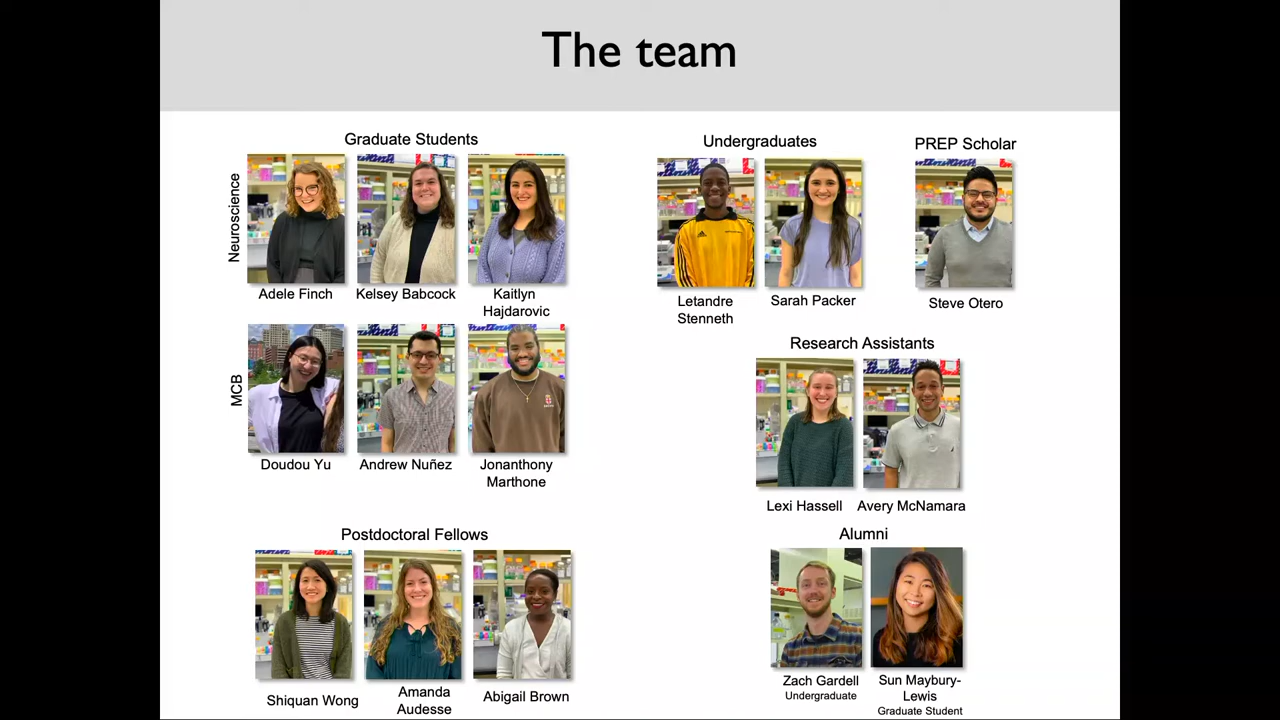 The team
Graduate Students
Neuroscience
Adele Finch
Kelsey Babcock
Kaitlyn
Hajdarovic
MCB
Doudou Yu
Andrew Nuñez
Jonanthony
Marthone
Postdoctoral Fellows
Shiquan Wong
Amanda
Audesse
Abigail Brown
Undergraduates
Letandre
Stenneth
Sarah Packer
PREP Scholar
Steve Otero
Research Assistants
Lexi Hassell
Avery McNamara
Alumni
Zach Gardell
Undergraduate
Sun Maybury-
Lewis
Graduate Student